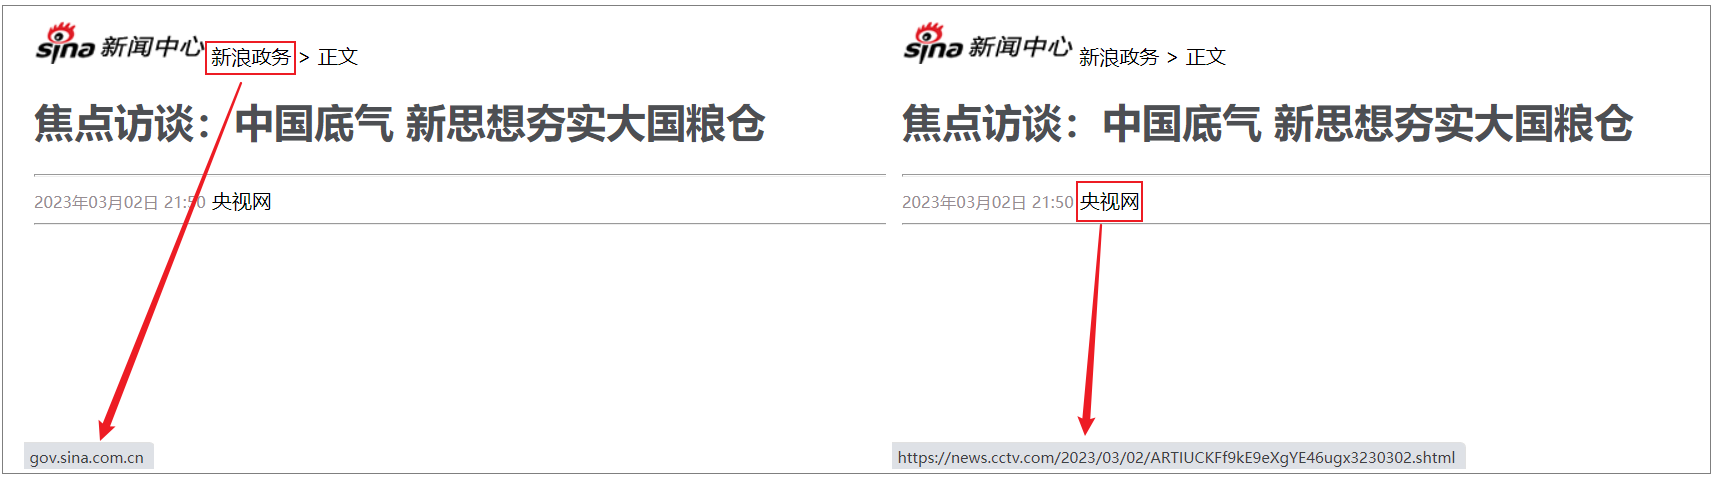 sina 新闻中心 新浪政务 > 正文
焦点访谈：中国底气 新思想夯实大国粮仓
2023年03月02日 21:50 央视网
gov.sina.com.cn
sina 新闻中心 新浪政务 > 正文
焦点访谈：中国底气 新思想夯实大国粮仓
2023年03月02日 21:50 央视网
https://news.cctv.com/2023/03/02/ARTIUCKFf9kE9eXgYE46ugx3230302.shtml